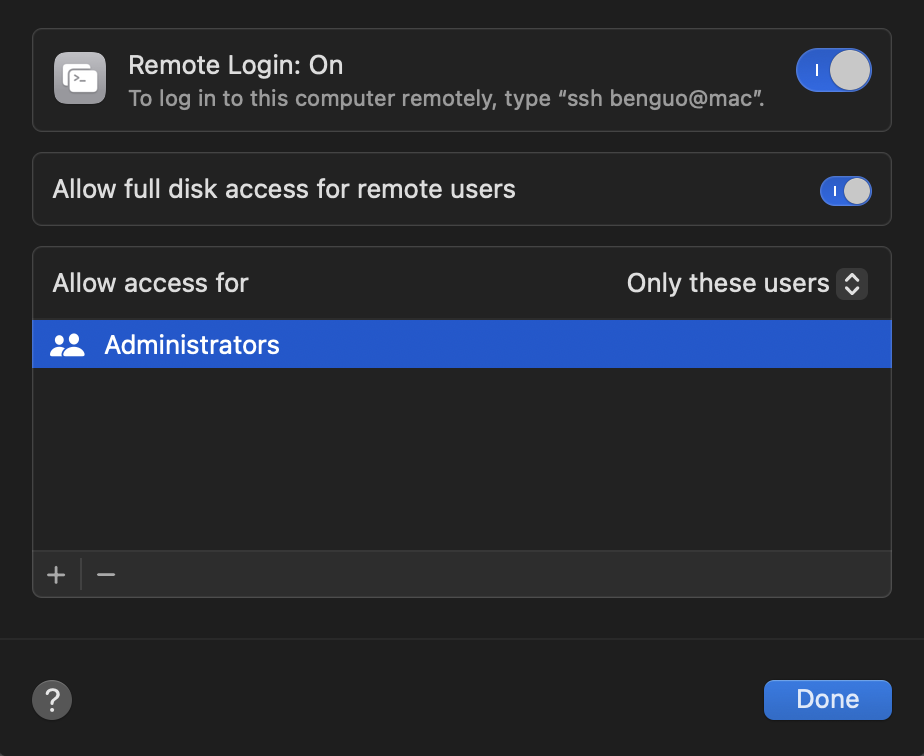 Remote Login: On
To log in to this computer remotely, type “ssh benguo@mac”.
Allow full disk access for remote users
Allow access for
Only these users
Administrators
+ −
?
Done